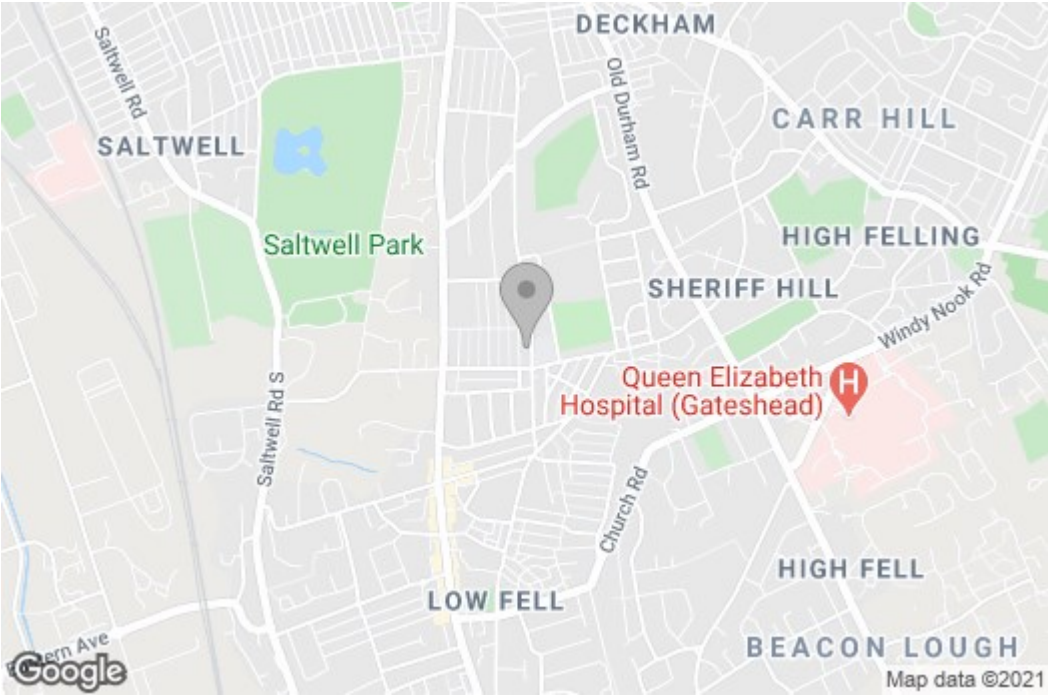 DECKHAM
Saltwell Rd
Old Durham Rd
CARR HILL
SALTWELL
HIGH FELLING
Saltwell Park
SHERIFF HILL
Windy Nook Rd
Queen Elizabeth
Hospital (Gateshead)
H
Saltwell Rd S
Church Rd
HIGH FELL
LOW FELL
BEACON LOUGH
Ave
Google
Map data ©2021